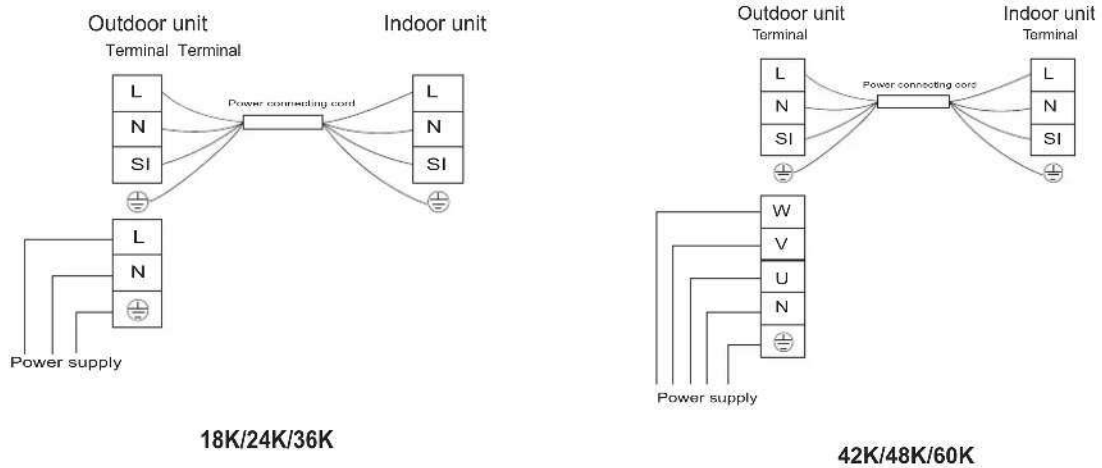 Outdoor unit
Indoor unit
Terminal Terminal
L
N
SI
Power connecting cord
L
N
SI
L
N
Power supply
18K/24K/36K
Outdoor unit
Terminal
Indoor unit
Terminal
L
N
SI
Power connecting cord
L
N
SI
W
V
U
N
Power supply
42K/48K/60K